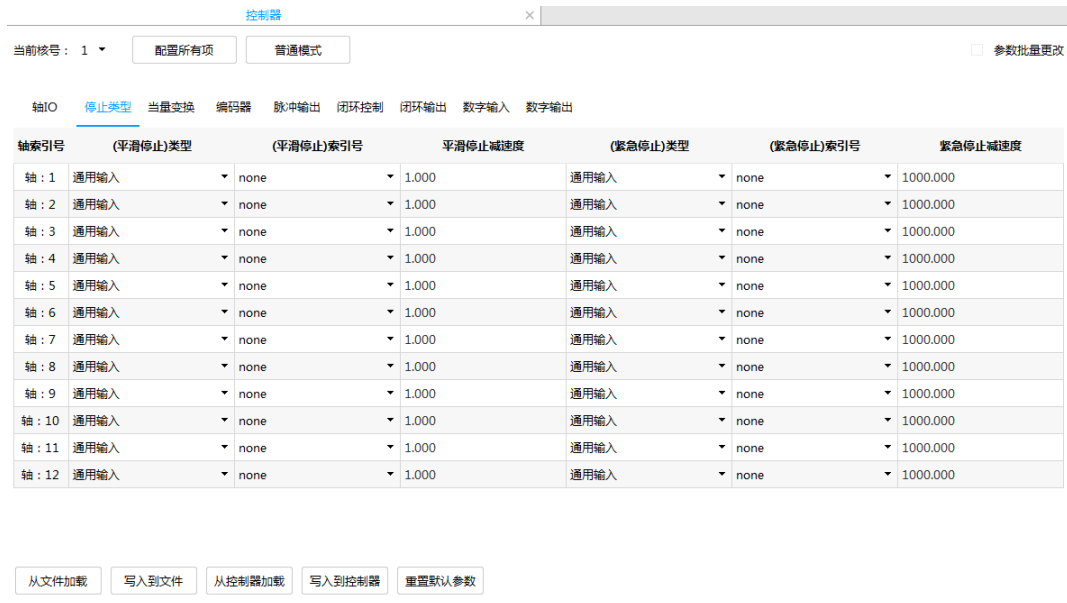 控制器
当前核号： 1 配置所有项 普通模式 参数批量更改
轴IO 停止类型 当量变换 编码器 脉冲输出 闭环控制 闭环输出 数字输入 数字输出
轴索引号 (平滑停止)类型 (平滑停止)索引号 平滑停止减速度 (紧急停止)类型 (紧急停止)索引号 紧急停止减速度
轴：1 通用输入 none 1.000 通用输入 none 1000.000
轴：2 通用输入 none 1.000 通用输入 none 1000.000
轴：3 通用输入 none 1.000 通用输入 none 1000.000
轴：4 通用输入 none 1.000 通用输入 none 1000.000
轴：5 通用输入 none 1.000 通用输入 none 1000.000
轴：6 通用输入 none 1.000 通用输入 none 1000.000
轴：7 通用输入 none 1.000 通用输入 none 1000.000
轴：8 通用输入 none 1.000 通用输入 none 1000.000
轴：9 通用输入 none 1.000 通用输入 none 1000.000
轴：10 通用输入 none 1.000 通用输入 none 1000.000
轴：11 通用输入 none 1.000 通用输入 none 1000.000
轴：12 通用输入 none 1.000 通用输入 none 1000.000
从文件加载 写入到文件 从控制器加载 写入到控制器 重置默认参数